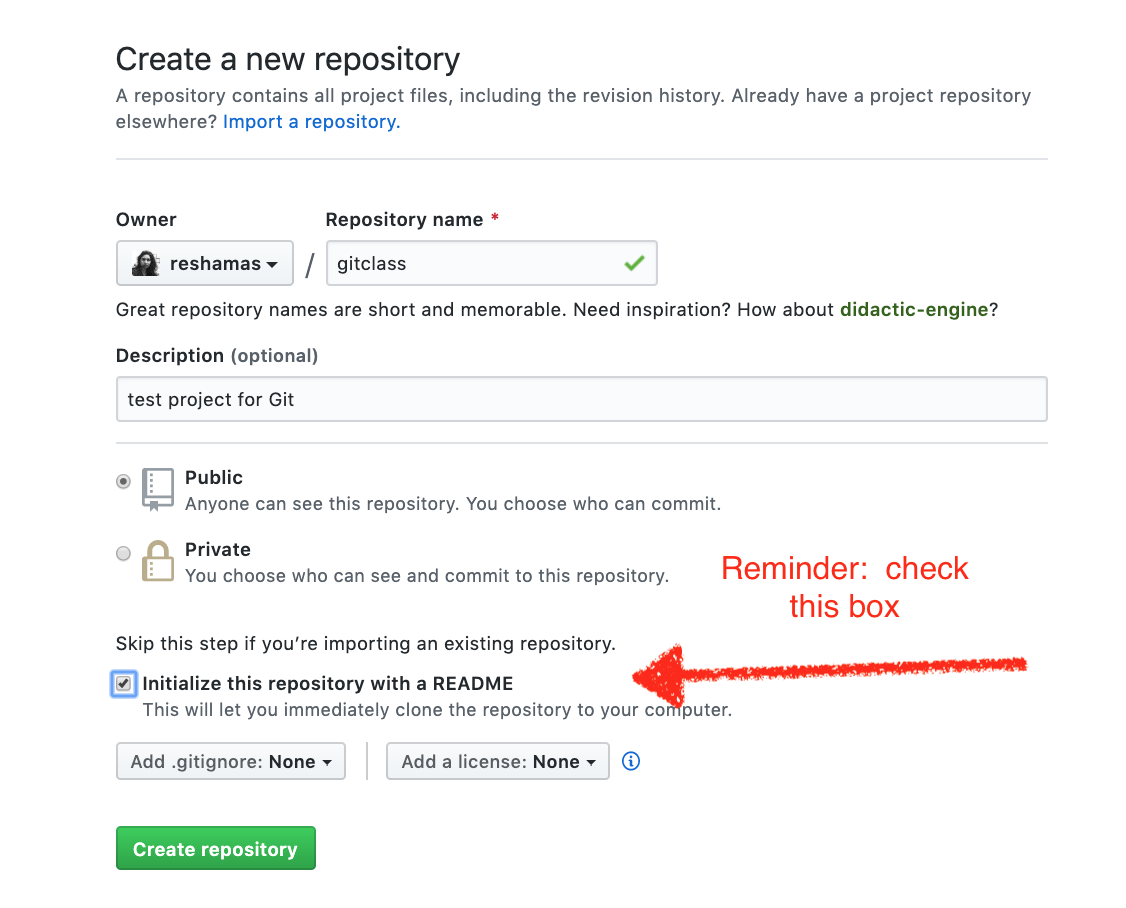 Create a new repository
A repository contains all project files, including the revision history. Already have a project repository
elsewhere? Import a repository.
Owner
Repository name *
reshamas
/
gitclass
Great repository names are short and memorable. Need inspiration? How about didactic-engine?
Description (optional)
test project for Git
Public
Anyone can see this repository. You choose who can commit.
Private
You choose who can see and commit to this repository.
Reminder:  check
this box
Skip this step if you’re importing an existing repository.
Initialize this repository with a README
This will let you immediately clone the repository to your computer.
Add .gitignore: None
Add a license: None
Create repository